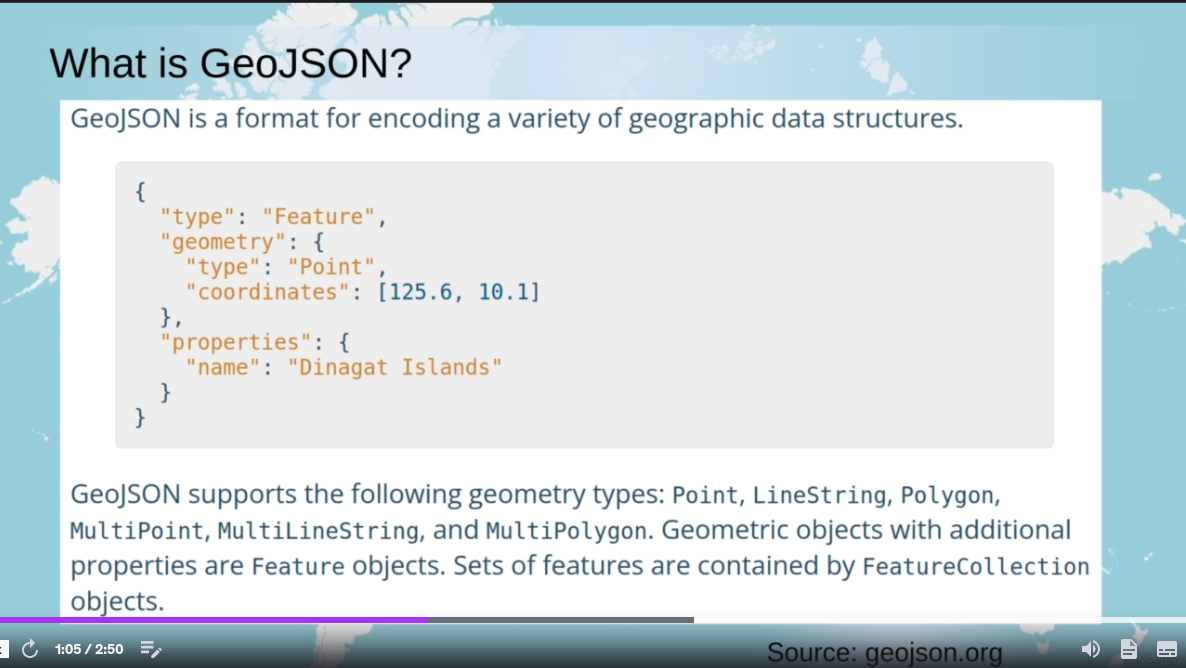 What is GeoJSON?
GeoJSON is a format for encoding a variety of geographic data structures.
{
  "type": "Feature",
  "geometry": {
    "type": "Point",
    "coordinates": [125.6, 10.1]
  },
  "properties": {
    "name": "Dinagat Islands"
  }
}
GeoJSON supports the following geometry types: Point, LineString, Polygon,
MultiPoint, MultiLineString, and MultiPolygon. Geometric objects with additional
properties are Feature objects. Sets of features are contained by FeatureCollection
objects.
1:05 / 2:50
Source: geojson.org